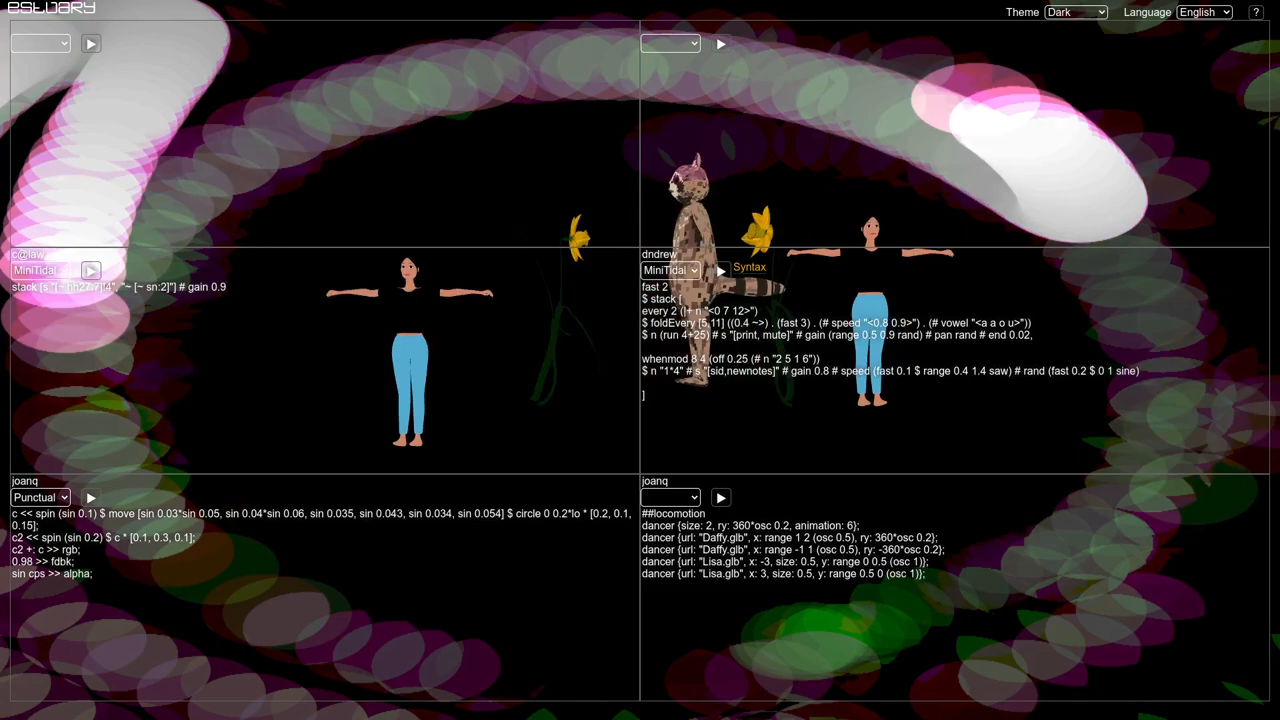 estuary
Theme Dark Language English ?
c@law
MiniTidal
stack [s "[~ hh27:7]*4", "~ [~ sn:2]"] # gain 0.9
dndrew
MiniTidal Syntax
fast 2
$ stack [
every 2 (|+ n "<0 7 12>")
$ foldEvery [5,11] ((0.4 ~>) . (fast 3) . (# speed "<0.8 0.9>") . (# vowel "<a a o u>"))
$ n (run 4+25) # s "[print, mute]" # gain (range 0.5 0.9 rand) # pan rand # end 0.02,
whenmod 8 4 (off 0.25 (# n "2 5 1 6"))
$ n "1*4" # s "[sid,newnotes]" # gain 0.8 # speed (fast 0.1 $ range 0.4 1.4 saw) # rand (fast 0.2 $ 0 1 sine)
]
joanq
Punctual
c << spin (sin 0.1) $ move [sin 0.03*sin 0.05, sin 0.04*sin 0.06, sin 0.035, sin 0.043, sin 0.034, sin 0.054] $ circle 0 0.2*lo * [0.2, 0.1,
0.15];
c2 << spin (sin 0.2) $ c * [0.1, 0.3, 0.1];
c2 +: c >> rgb;
0.98 >> fdbk;
sin cps >> alpha;
joanq
##locomotion
dancer {size: 2, ry: 360*osc 0.2, animation: 6};
dancer {url: "Daffy.glb", x: range 1 2 (osc 0.5), ry: 360*osc 0.2};
dancer {url: "Daffy.glb", x: range -1 1 (osc 0.5), ry: -360*osc 0.2};
dancer {url: "Lisa.glb", x: -3, size: 0.5, y: range 0 0.5 (osc 1)};
dancer {url: "Lisa.glb", x: 3, size: 0.5, y: range 0.5 0 (osc 1)};